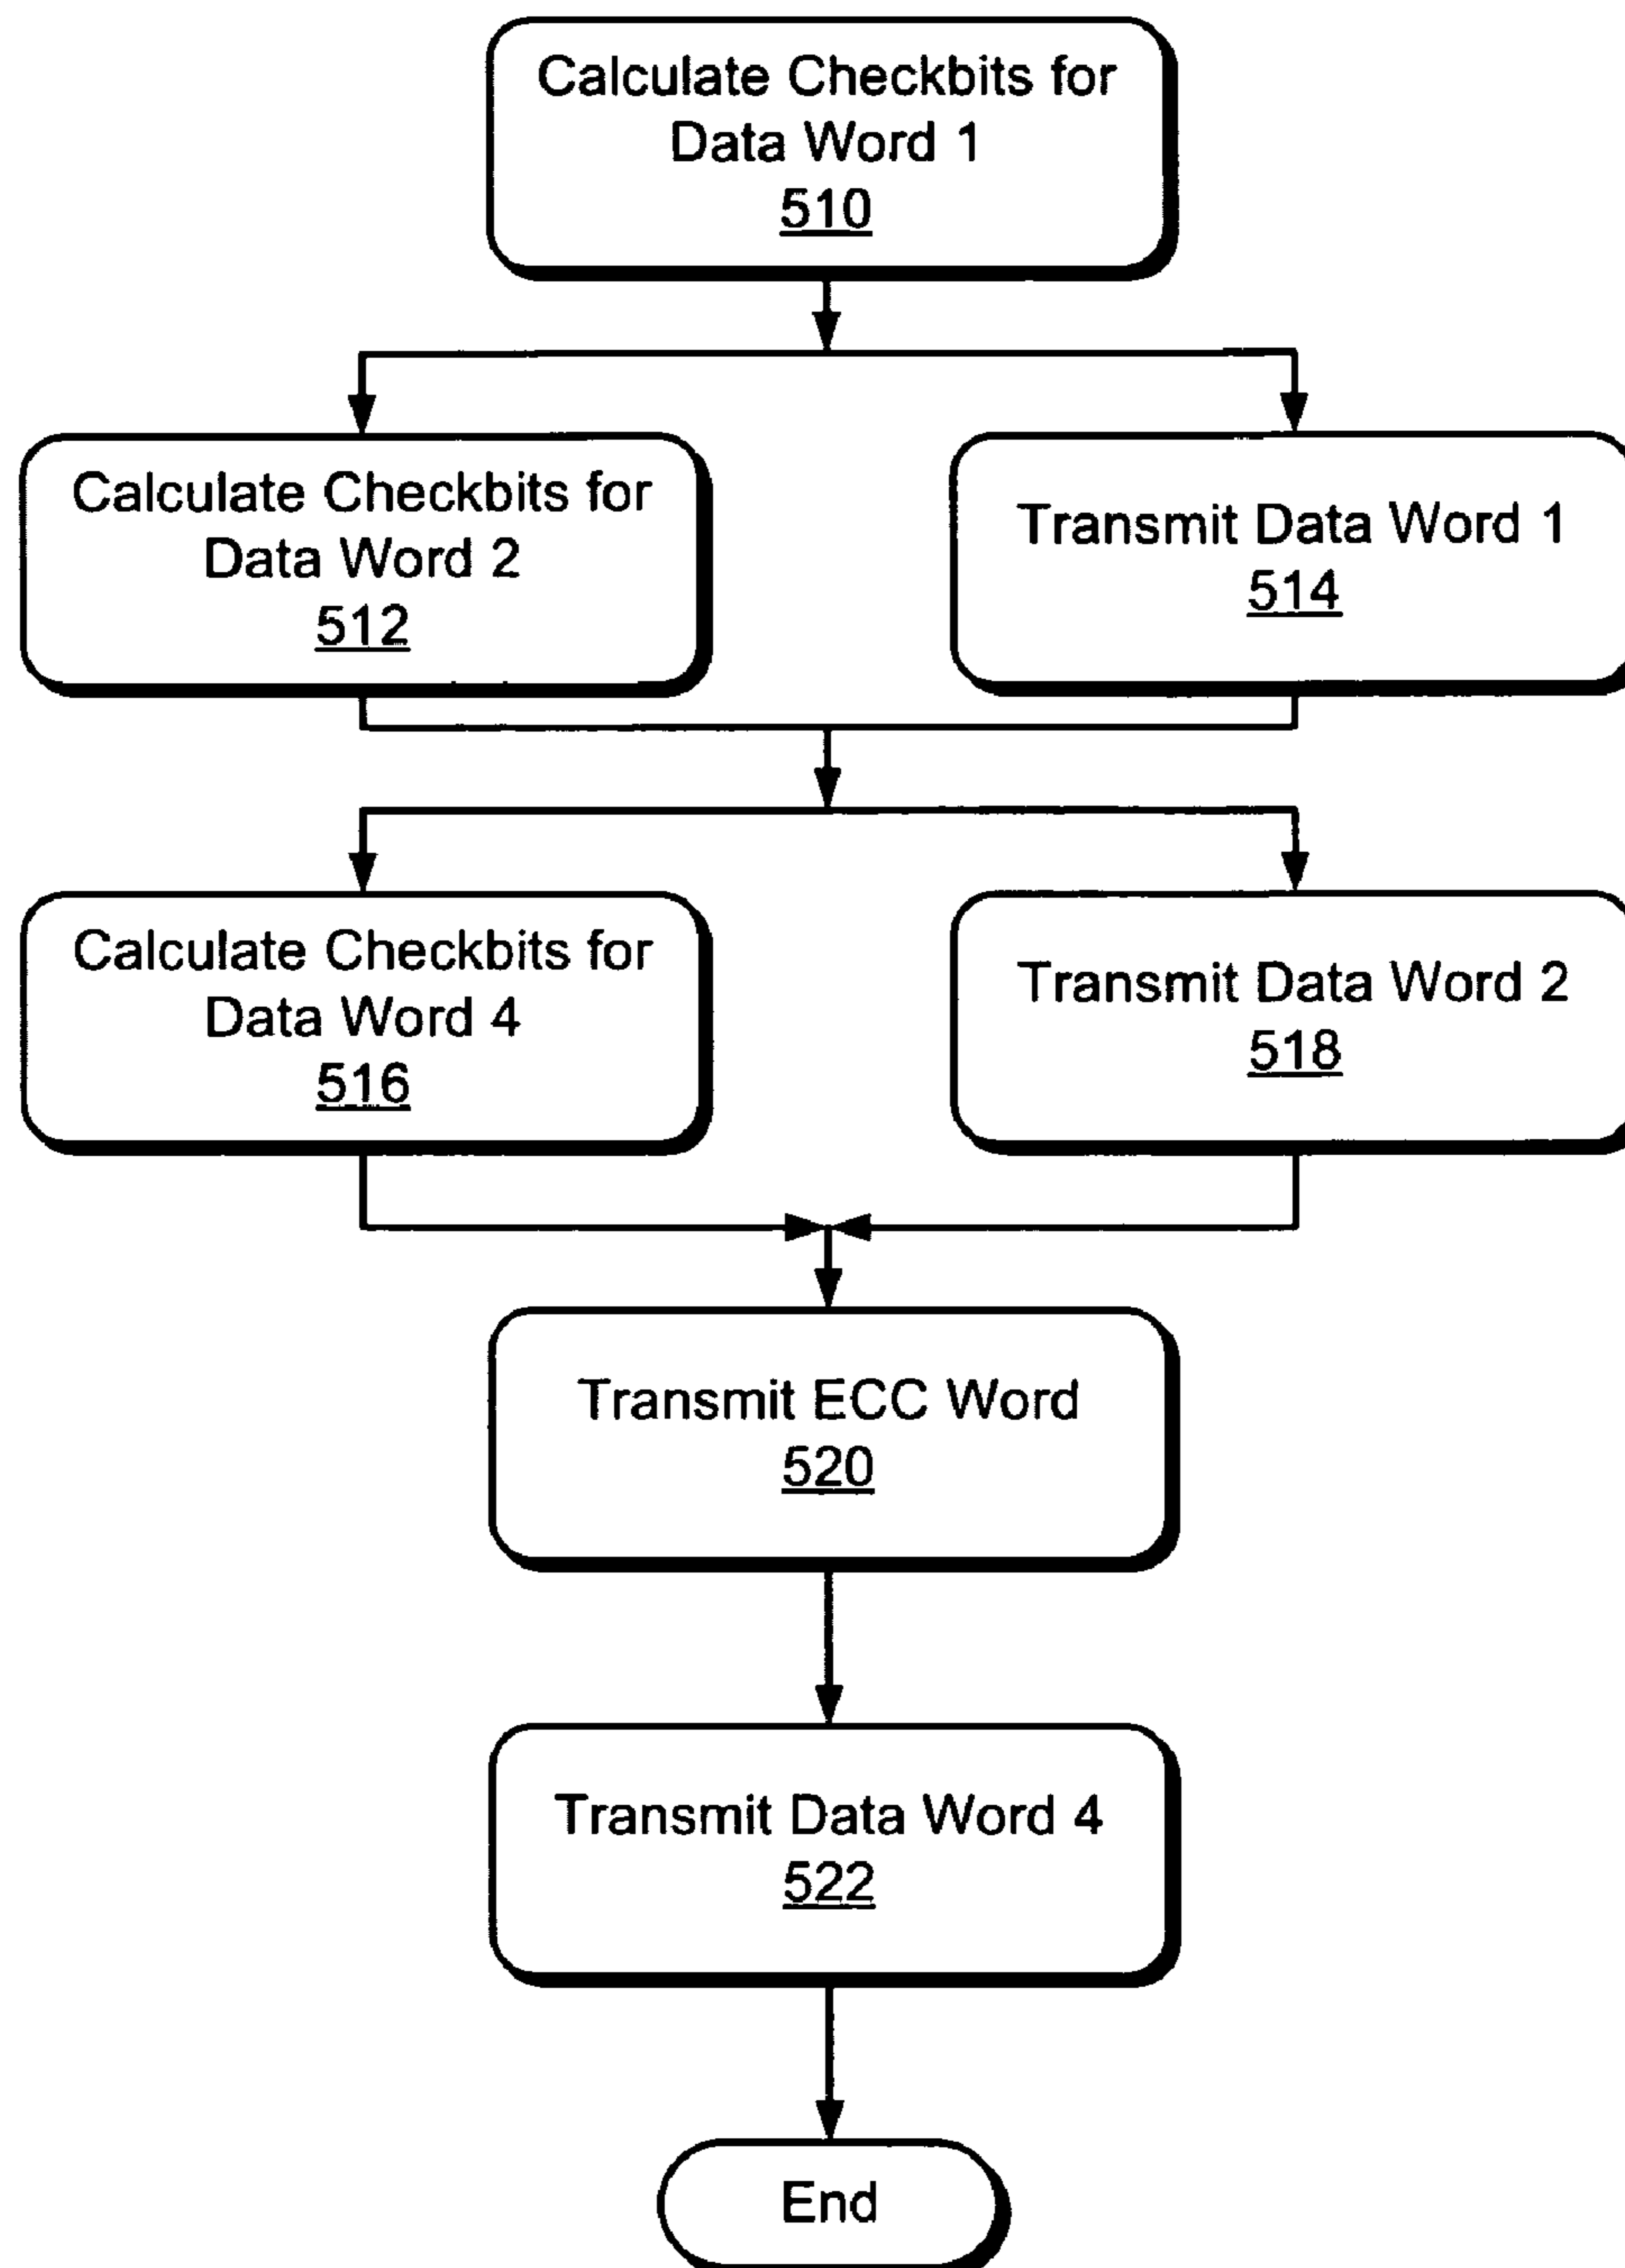 Calculate Checkbits for
Data Word 1
510
Calculate Checkbits for
Data Word 2
512
Transmit Data Word 1
514
Calculate Checkbits for
Data Word 4
516
Transmit Data Word 2
518
Transmit ECC Word
520
Transmit Data Word 4
522
End